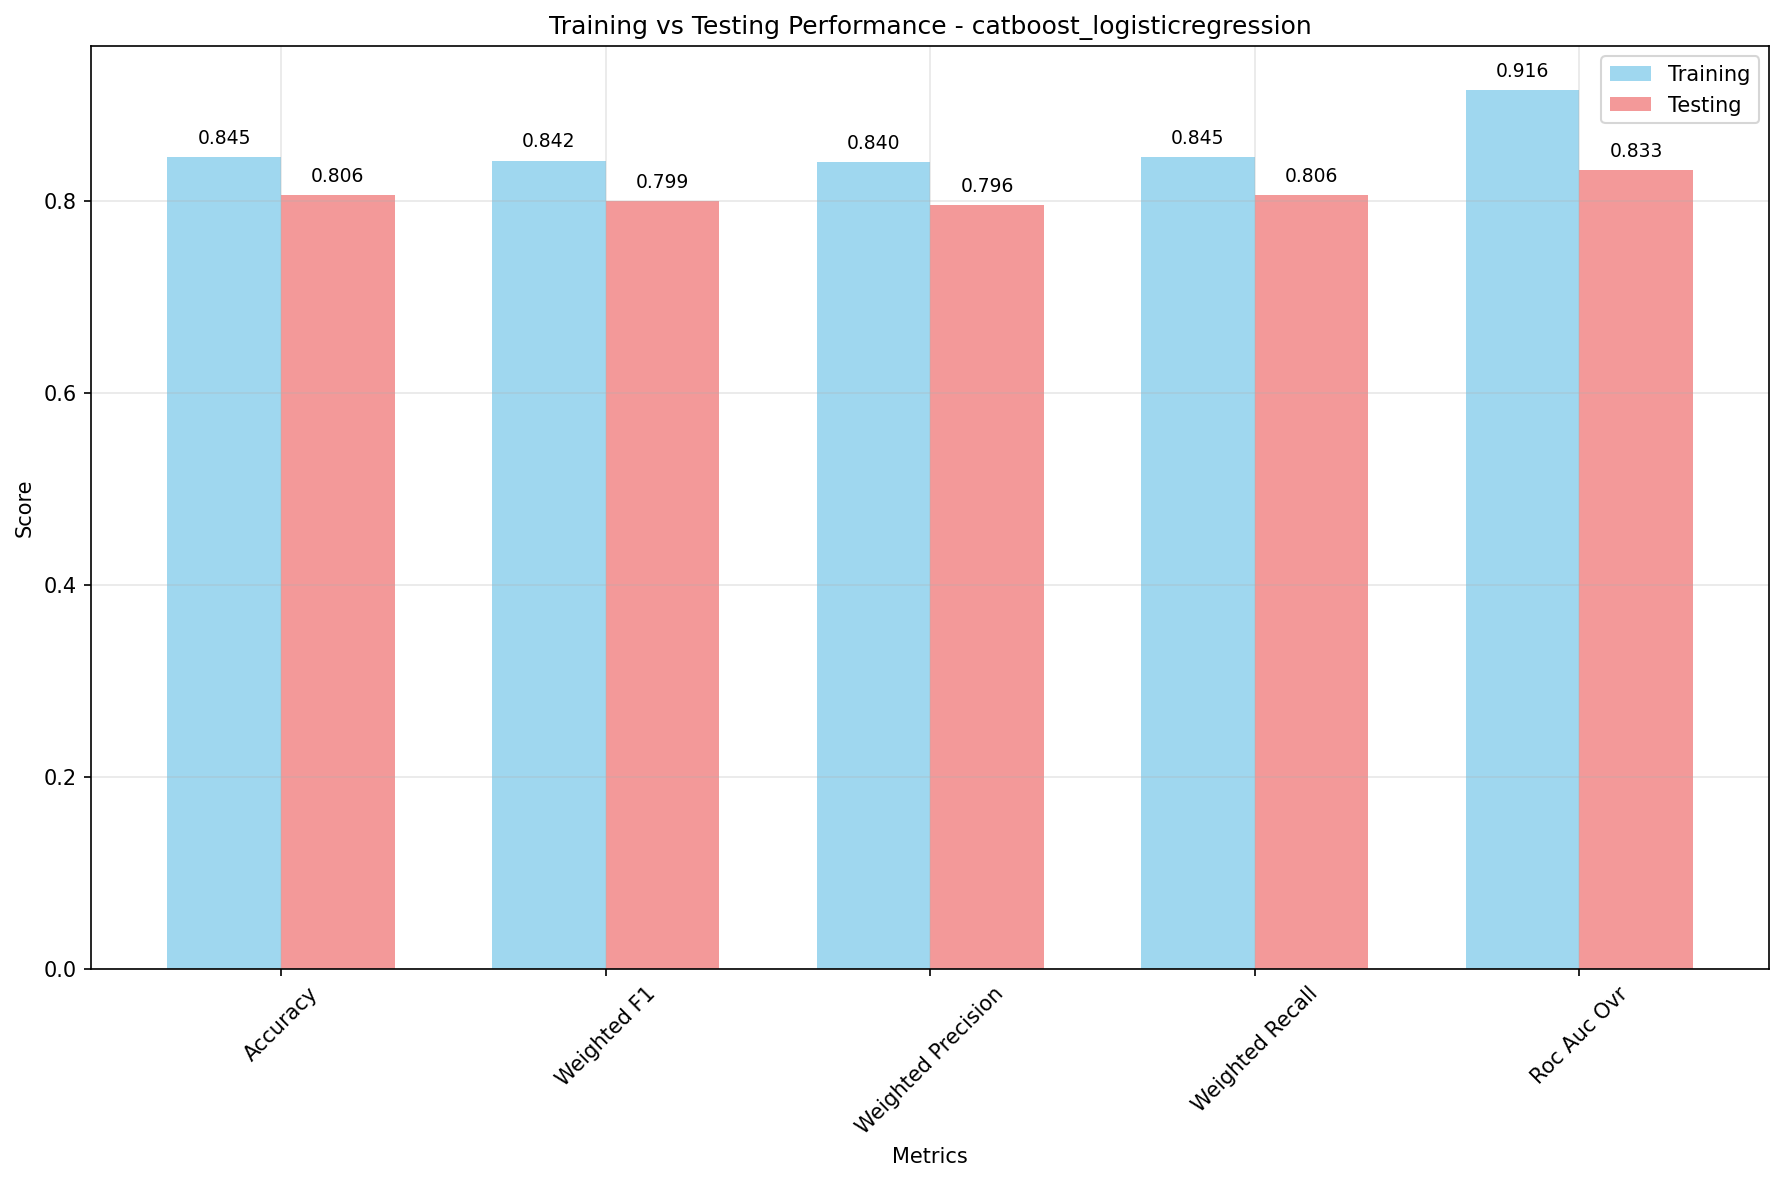 Training vs Testing Performance - catboost_logisticregression
Training
Testing
0.845
0.806
0.842
0.799
0.840
0.796
0.845
0.806
0.916
0.833
Score
0.8
0.6
0.4
0.2
0.0
Accuracy
Weighted F1
Weighted Precision
Weighted Recall
Roc Auc Ovr
Metrics